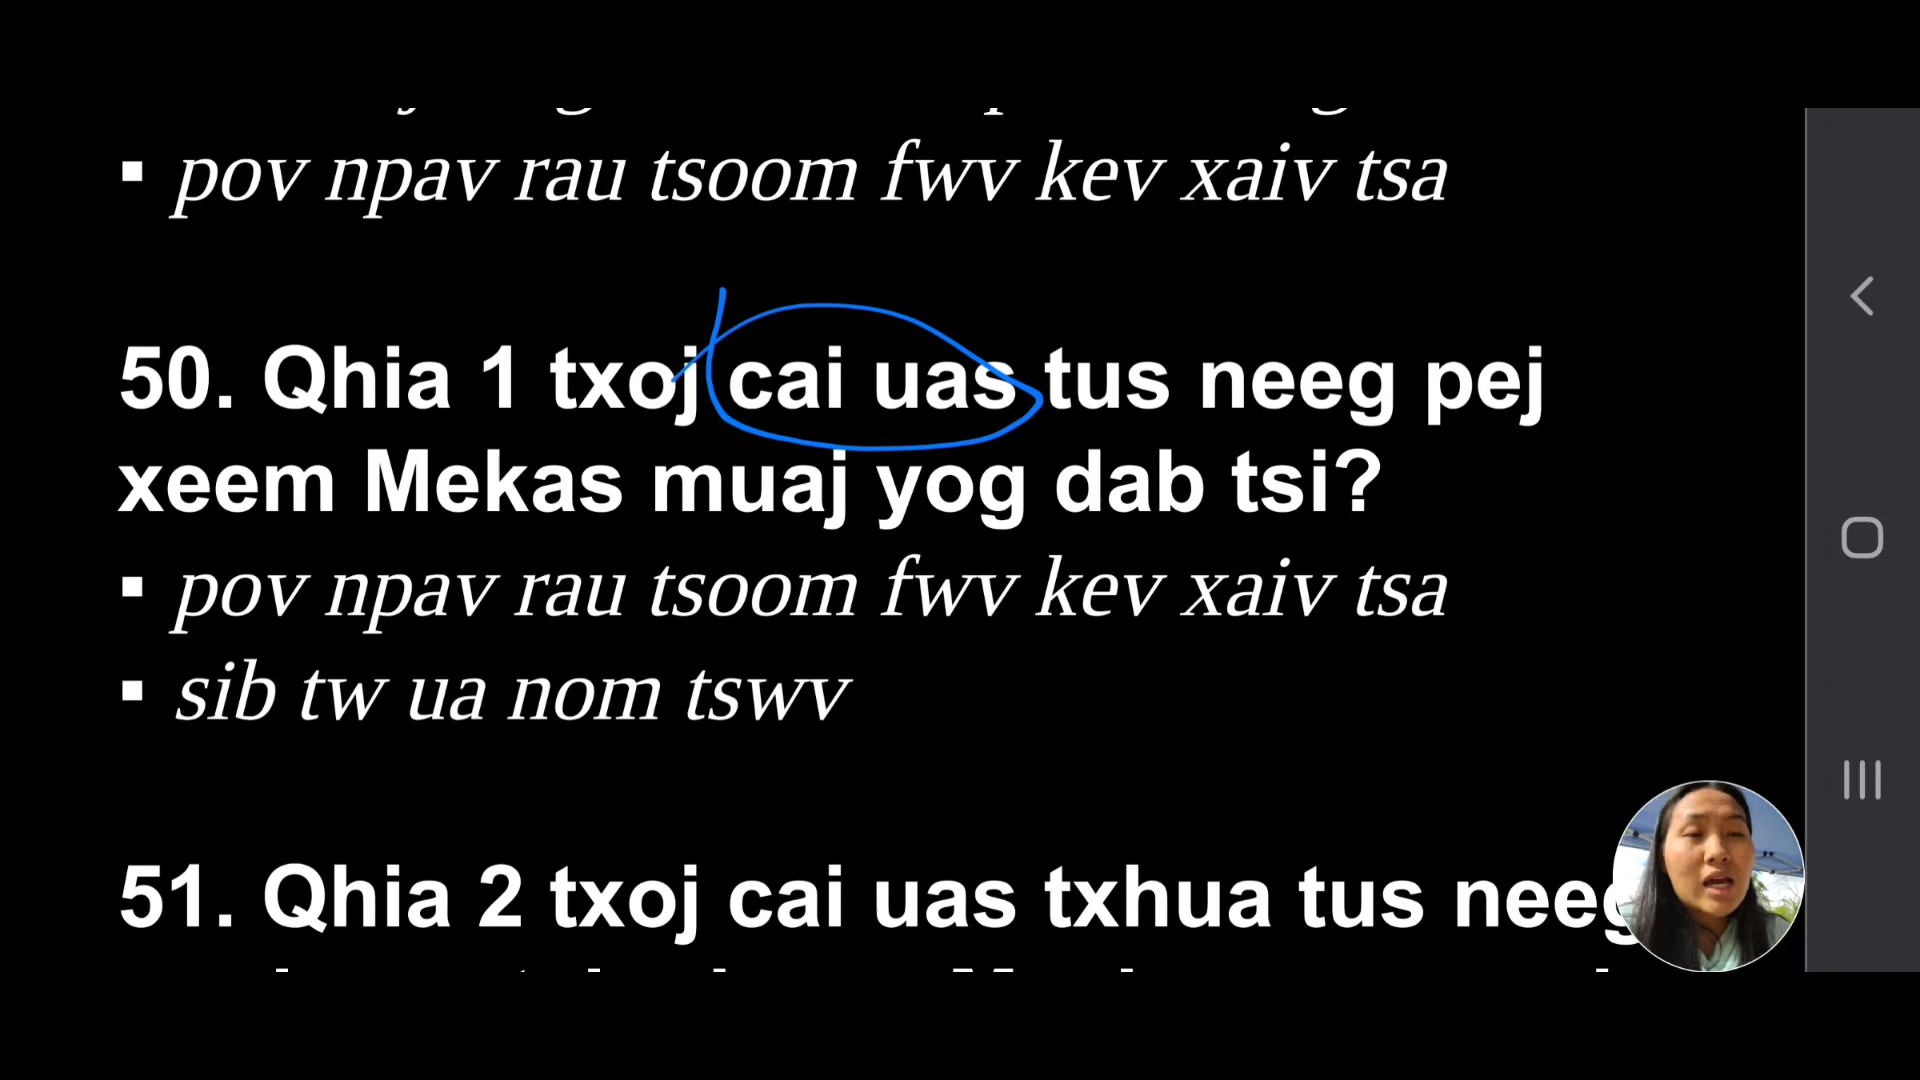 ▪ pov npav rau tsoom fwv kev xaiv tsa
50. Qhia 1 txoj cai uas tus neeg pej
xeem Mekas muaj yog dab tsi?
▪ pov npav rau tsoom fwv kev xaiv tsa
▪ sib tw ua nom tswv
51. Qhia 2 txoj cai uas txhua tus neeg